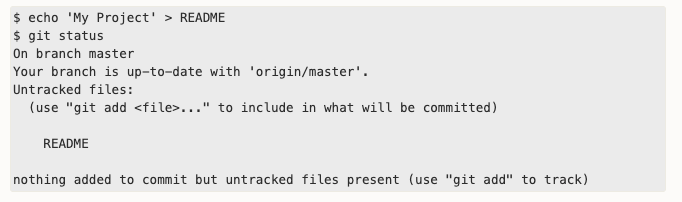 $ echo 'My Project' > README
$ git status
On branch master
Your branch is up-to-date with 'origin/master'.
Untracked files:
  (use "git add <file>..." to include in what will be committed)

    README

nothing added to commit but untracked files present (use "git add" to track)